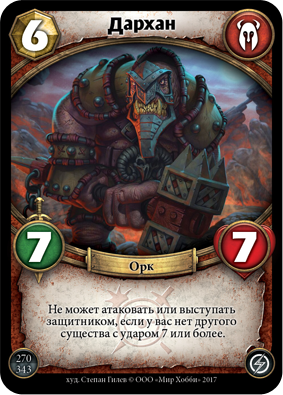 6
Дархан
7
7
Орк
Не может атаковать или выступать
защитником, если у вас нет другого
существа с ударом 7 или более.
270
343
худ. Степан Гилев © ООО «Мир Хобби» 2017